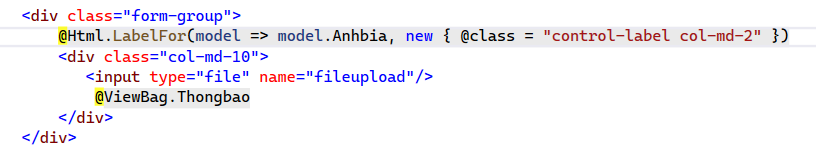 <div class="form-group">
@Html.LabelFor(model => model.Anhbia, new { @class = "control-label col-md-2" })
<div class="col-md-10">
<input type="file" name="fileupload"/>
@ViewBag.Thongbao
</div>
</div>